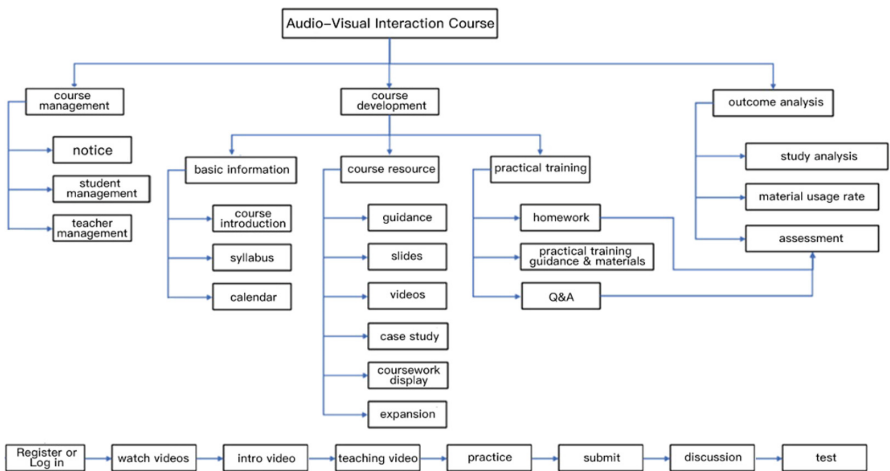 Audio-Visual Interaction Course
course
management
course
development
outcome analysis
notice
student
management
teacher
management
basic information
course resource
practical training
study analysis
material usage rate
assessment
course
introduction
syllabus
calendar
guidance
slides
videos
case study
coursework
display
expansion
homework
practical training
guidance & materials
Q&A
Register or
Log in
watch videos
intro video
teaching video
practice
submit
discussion
test